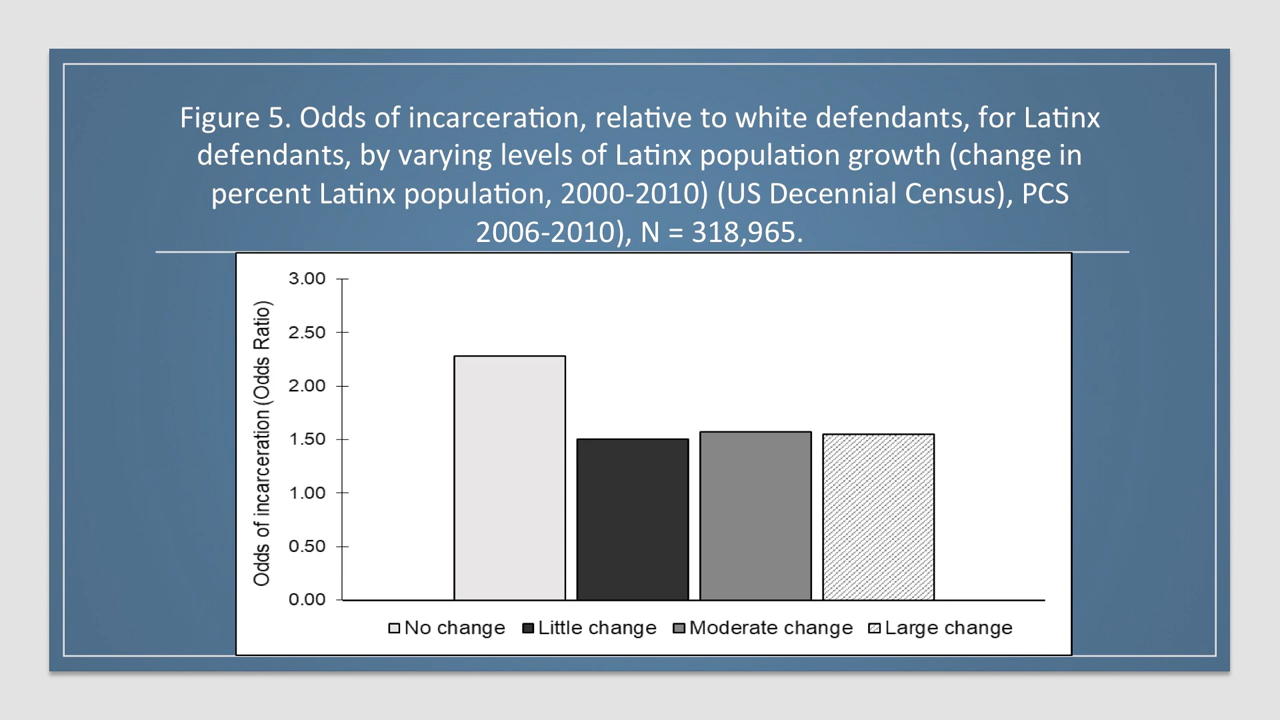 Figure 5. Odds of incarceration, relative to white defendants, for Latinx
defendants, by varying levels of Latinx population growth (change in
percent Latinx population, 2000-2010) (US Decennial Census), PCS
2006-2010), N = 318,965.
Odds of incarceration (Odds Ratio)
3.00
2.50
2.00
1.50
1.00
0.50
0.00
No change Little change Moderate change Large change